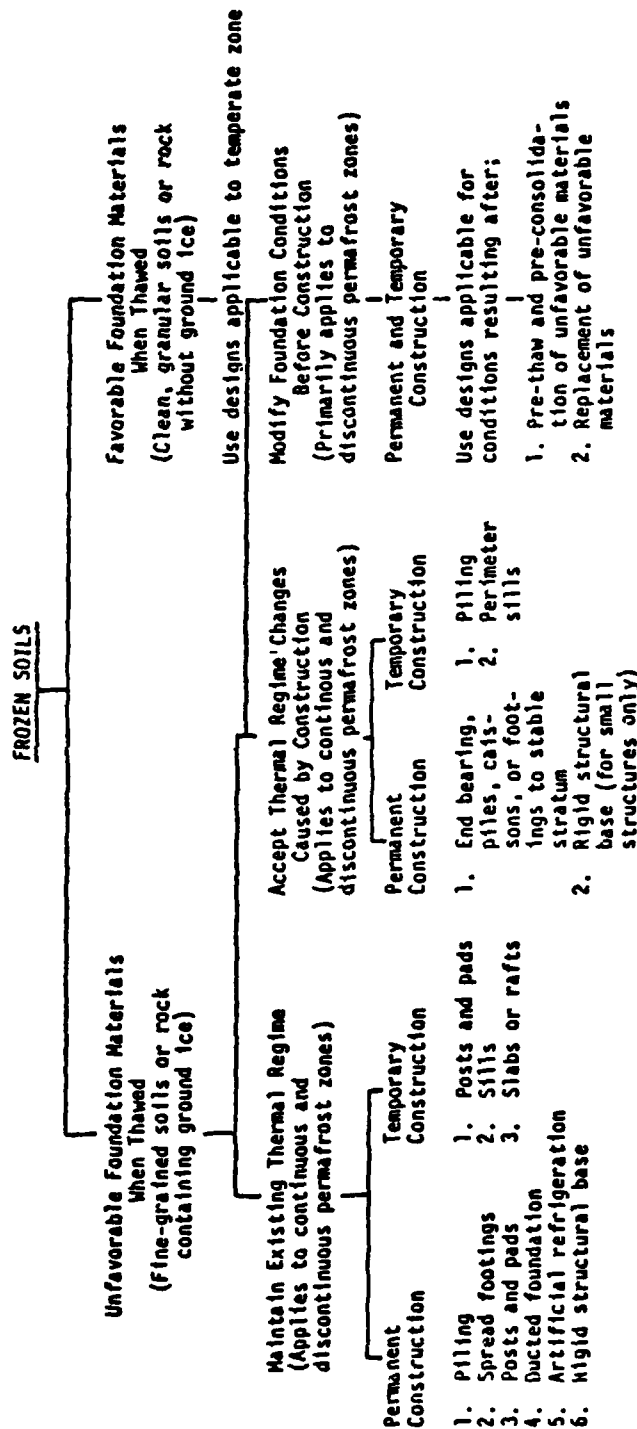 FROZEN SOILS
Unfavorable Foundation Materials
When Thawed
(Fine-grained soils or rock
containing ground ice)
Favorable Foundation Materials
When Thawed
(Clean, granular soils or rock
without ground ice)
Use designs applicable to temperate zone
Maintain Existing Thermal Regime
(Applies to continuous and
discontinuous permafrost zones)
Permanent
Construction
1. Piling
2. Spread footings
3. Posts and pads
4. Ducted foundation
5. Artificial refrigeration
6. Rigid structural base
Temporary
Construction
1. Posts and pads
2. Sills
3. Slabs or rafts
Accept Thermal Regime'Changes
Caused by Construction
(Applies to continous and
discontinuous permafrost zones)
Permanent
Construction
1. End bearing,
piles, cais-
sons, or foot-
ings to stable
stratum
2. Rigid structural
base (for small
structures only)
Temporary
Construction
1. Piling
2. Perimeter
sills
Modify Foundation Conditions
Before Construction
(Primarily applies to
discontinuous permafrost zones)
Permanent and Temporary
Construction
Use designs applicable for
conditions resulting after;
1. Pre-thaw and pre-consolida-
tion of unfavorable materials
2. Replacement of unfavorable
materials